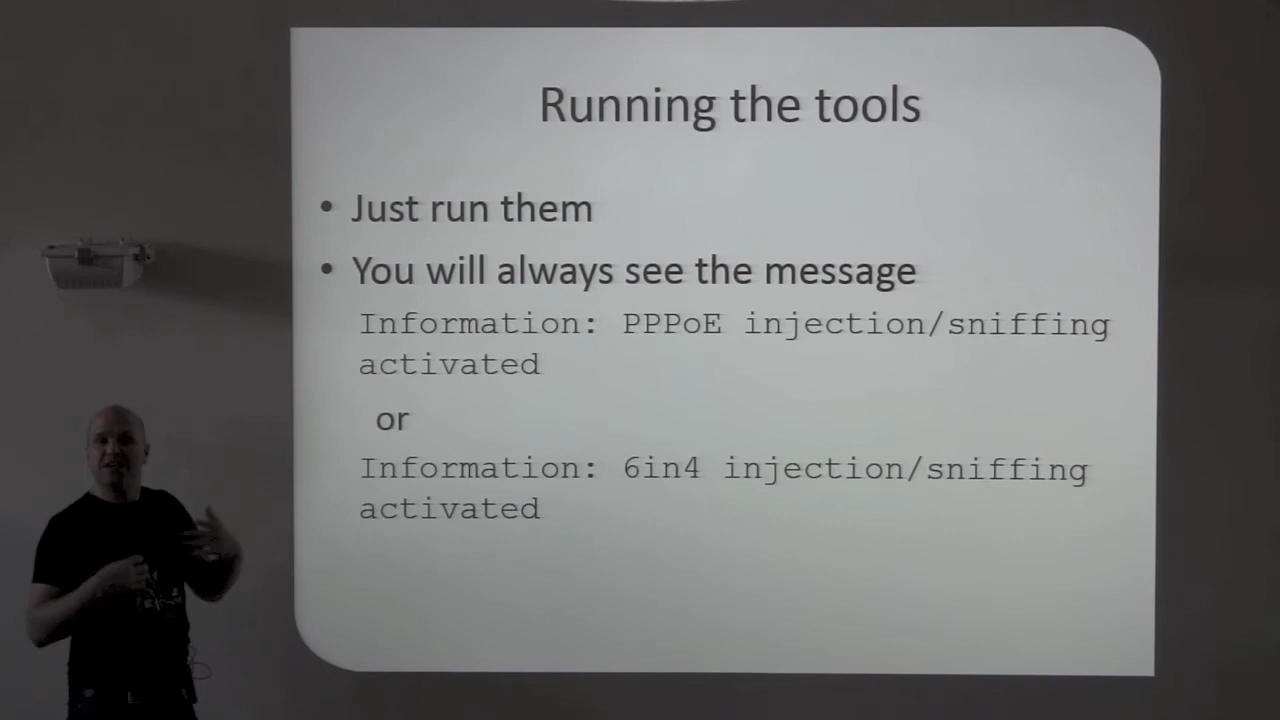 Running the tools
• Just run them
• You will always see the message
Information: PPPoE injection/sniffing
activated
or
Information: 6in4 injection/sniffing
activated